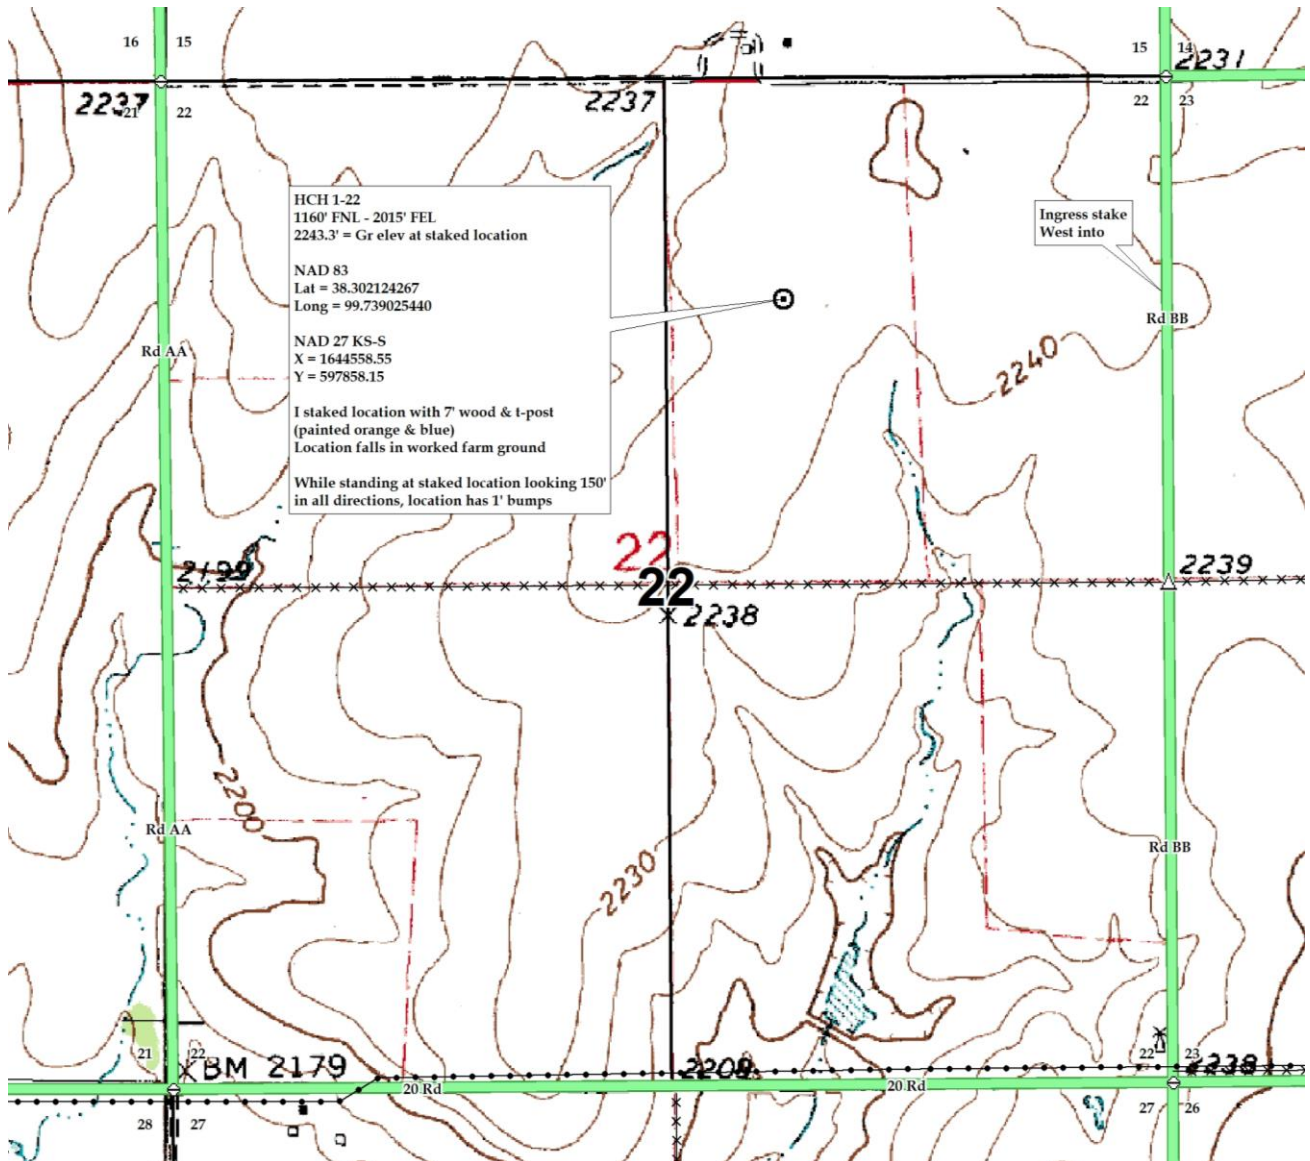 16 15
15 14
2231
2237
21 22
2237
22 23
HCH 1-22
1160' FNL - 2015' FEL
2243.3' = Gr elev at staked location
NAD 83
Lat = 38.302124267
Long = 99.739025440
NAD 27 KS-S
X = 1644558.55
Y = 597858.15
I staked location with 7' wood & t-post
(painted orange & blue)
Location falls in worked farm ground
While standing at staked location looking 150'
in all directions, location has 1' bumps
Ingress stake
West into
Rd BB
Rd AA
2240
22
2199
22
2239
2238
2200
Rd AA
Rd BB
2230
21 22
BM 2179
22 23
2238
2209
20 Rd
20 Rd
28 27
27 26